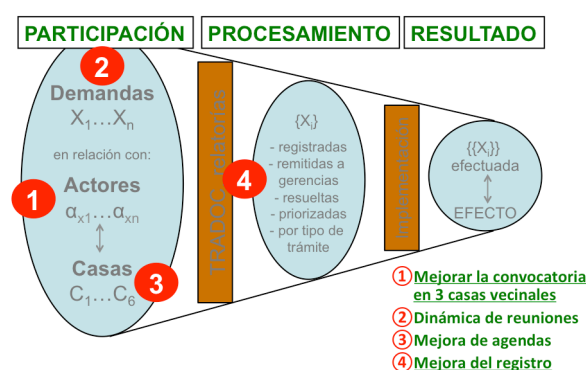 PARTICIPACIÓN
PROCESAMIENTO
RESULTADO
2
Demandas
X1...Xn
en relación con:
1
Actores
αx1...αxn
Casas
C1...C6
3
TRADOC relatorías
4
{Xi}
- registradas
- remitidas a
gerencias
- resueltas
- priorizadas
- por tipo de
trámite
Implementación
{{Xi}}
efectuada
EFECTO
1 Mejorar la convocatoria
en 3 casas vecinales
2 Dinámica de reuniones
3 Mejora de agendas
4 Mejora del registro